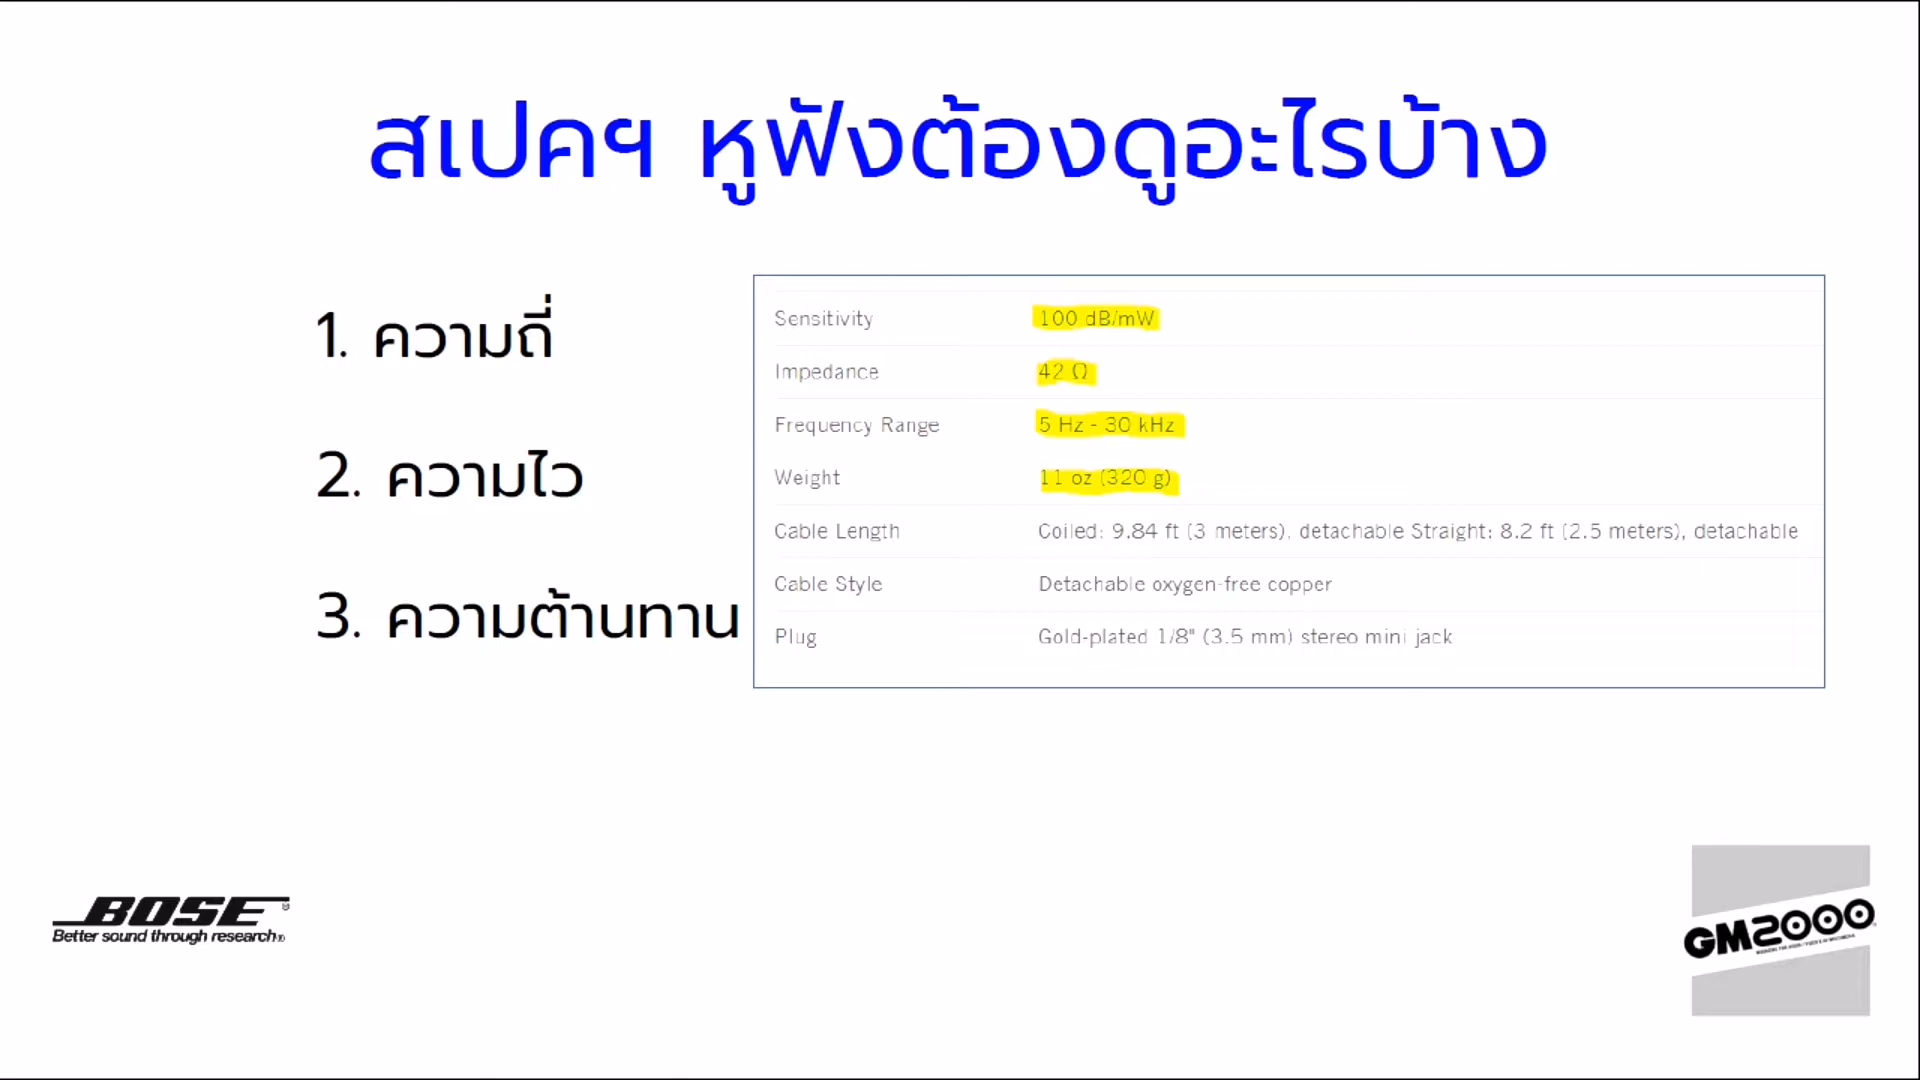 สเปคฯ หูฟังต้องดูอะไรบ้าง
1. ความถี่
2. ความไว
3. ความต้านทาน
Sensitivity 100 dB/mW
Impedance 42 Ω
Frequency Range 5 Hz - 30 kHz
Weight 11 oz (320 g)
Cable Length Coiled: 9.84 ft (3 meters), detachable Straight: 8.2 ft (2.5 meters), detachable
Cable Style Detachable oxygen-free copper
Plug Gold-plated 1/8" (3.5 mm) stereo mini jack
BOSE®
Better sound through research®
GM2000